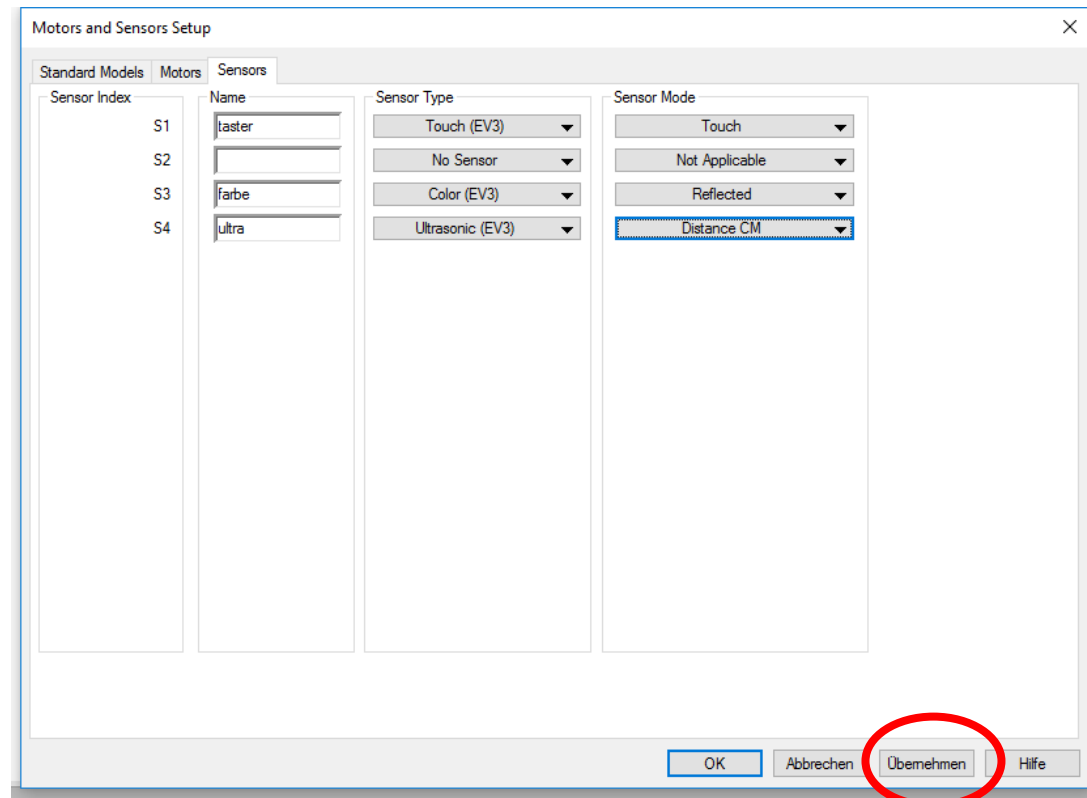 Motors and Sensors Setup
Standard Models Motors Sensors
Sensor Index Name Sensor Type Sensor Mode
S1 taster Touch (EV3) Touch
S2 No Sensor Not Applicable
S3 farbe Color (EV3) Reflected
S4 ultra Ultrasonic (EV3) Distance CM
OK Abbrechen Übernehmen Hilfe